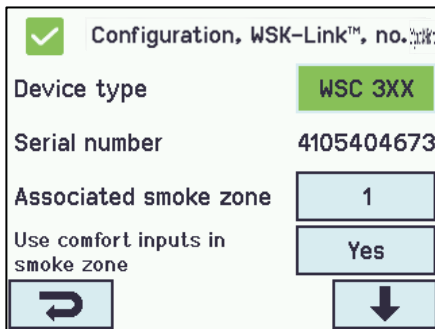 Configuration, WSK-Link™, no.
Device type WSC 3XX
Serial number 4105404673
Associated smoke zone 1
Use comfort inputs in
smoke zone Yes